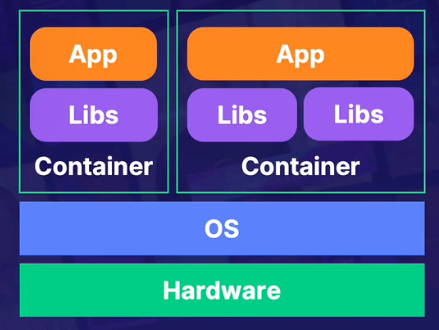 App
App
Libs
Libs
Libs
Container
Container
OS
Hardware